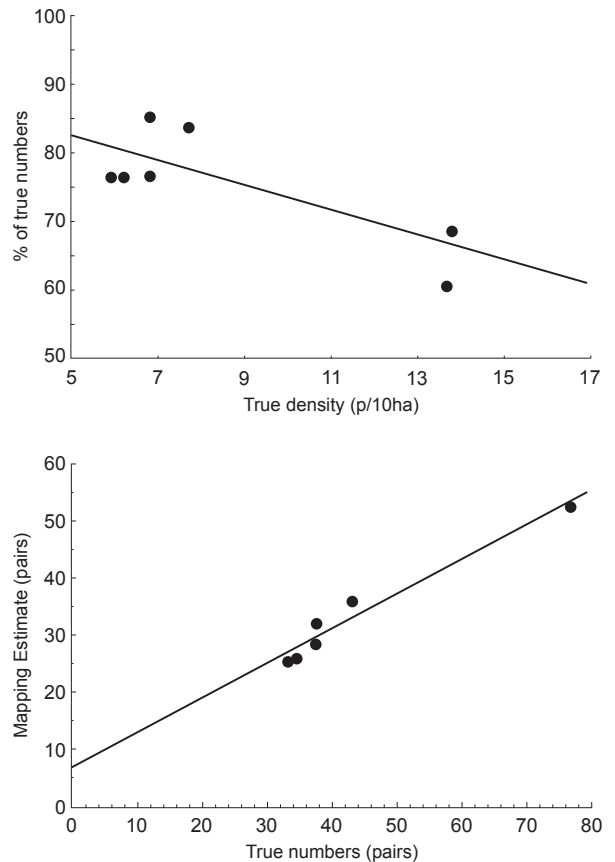 100
90
80
70
60
50
% of true numbers
5 7 9 11 13 15 17
True density (p/10ha)
60
50
40
30
20
10
0
Mapping Estimate (pairs)
0 10 20 30 40 50 60 70 80
True numbers (pairs)